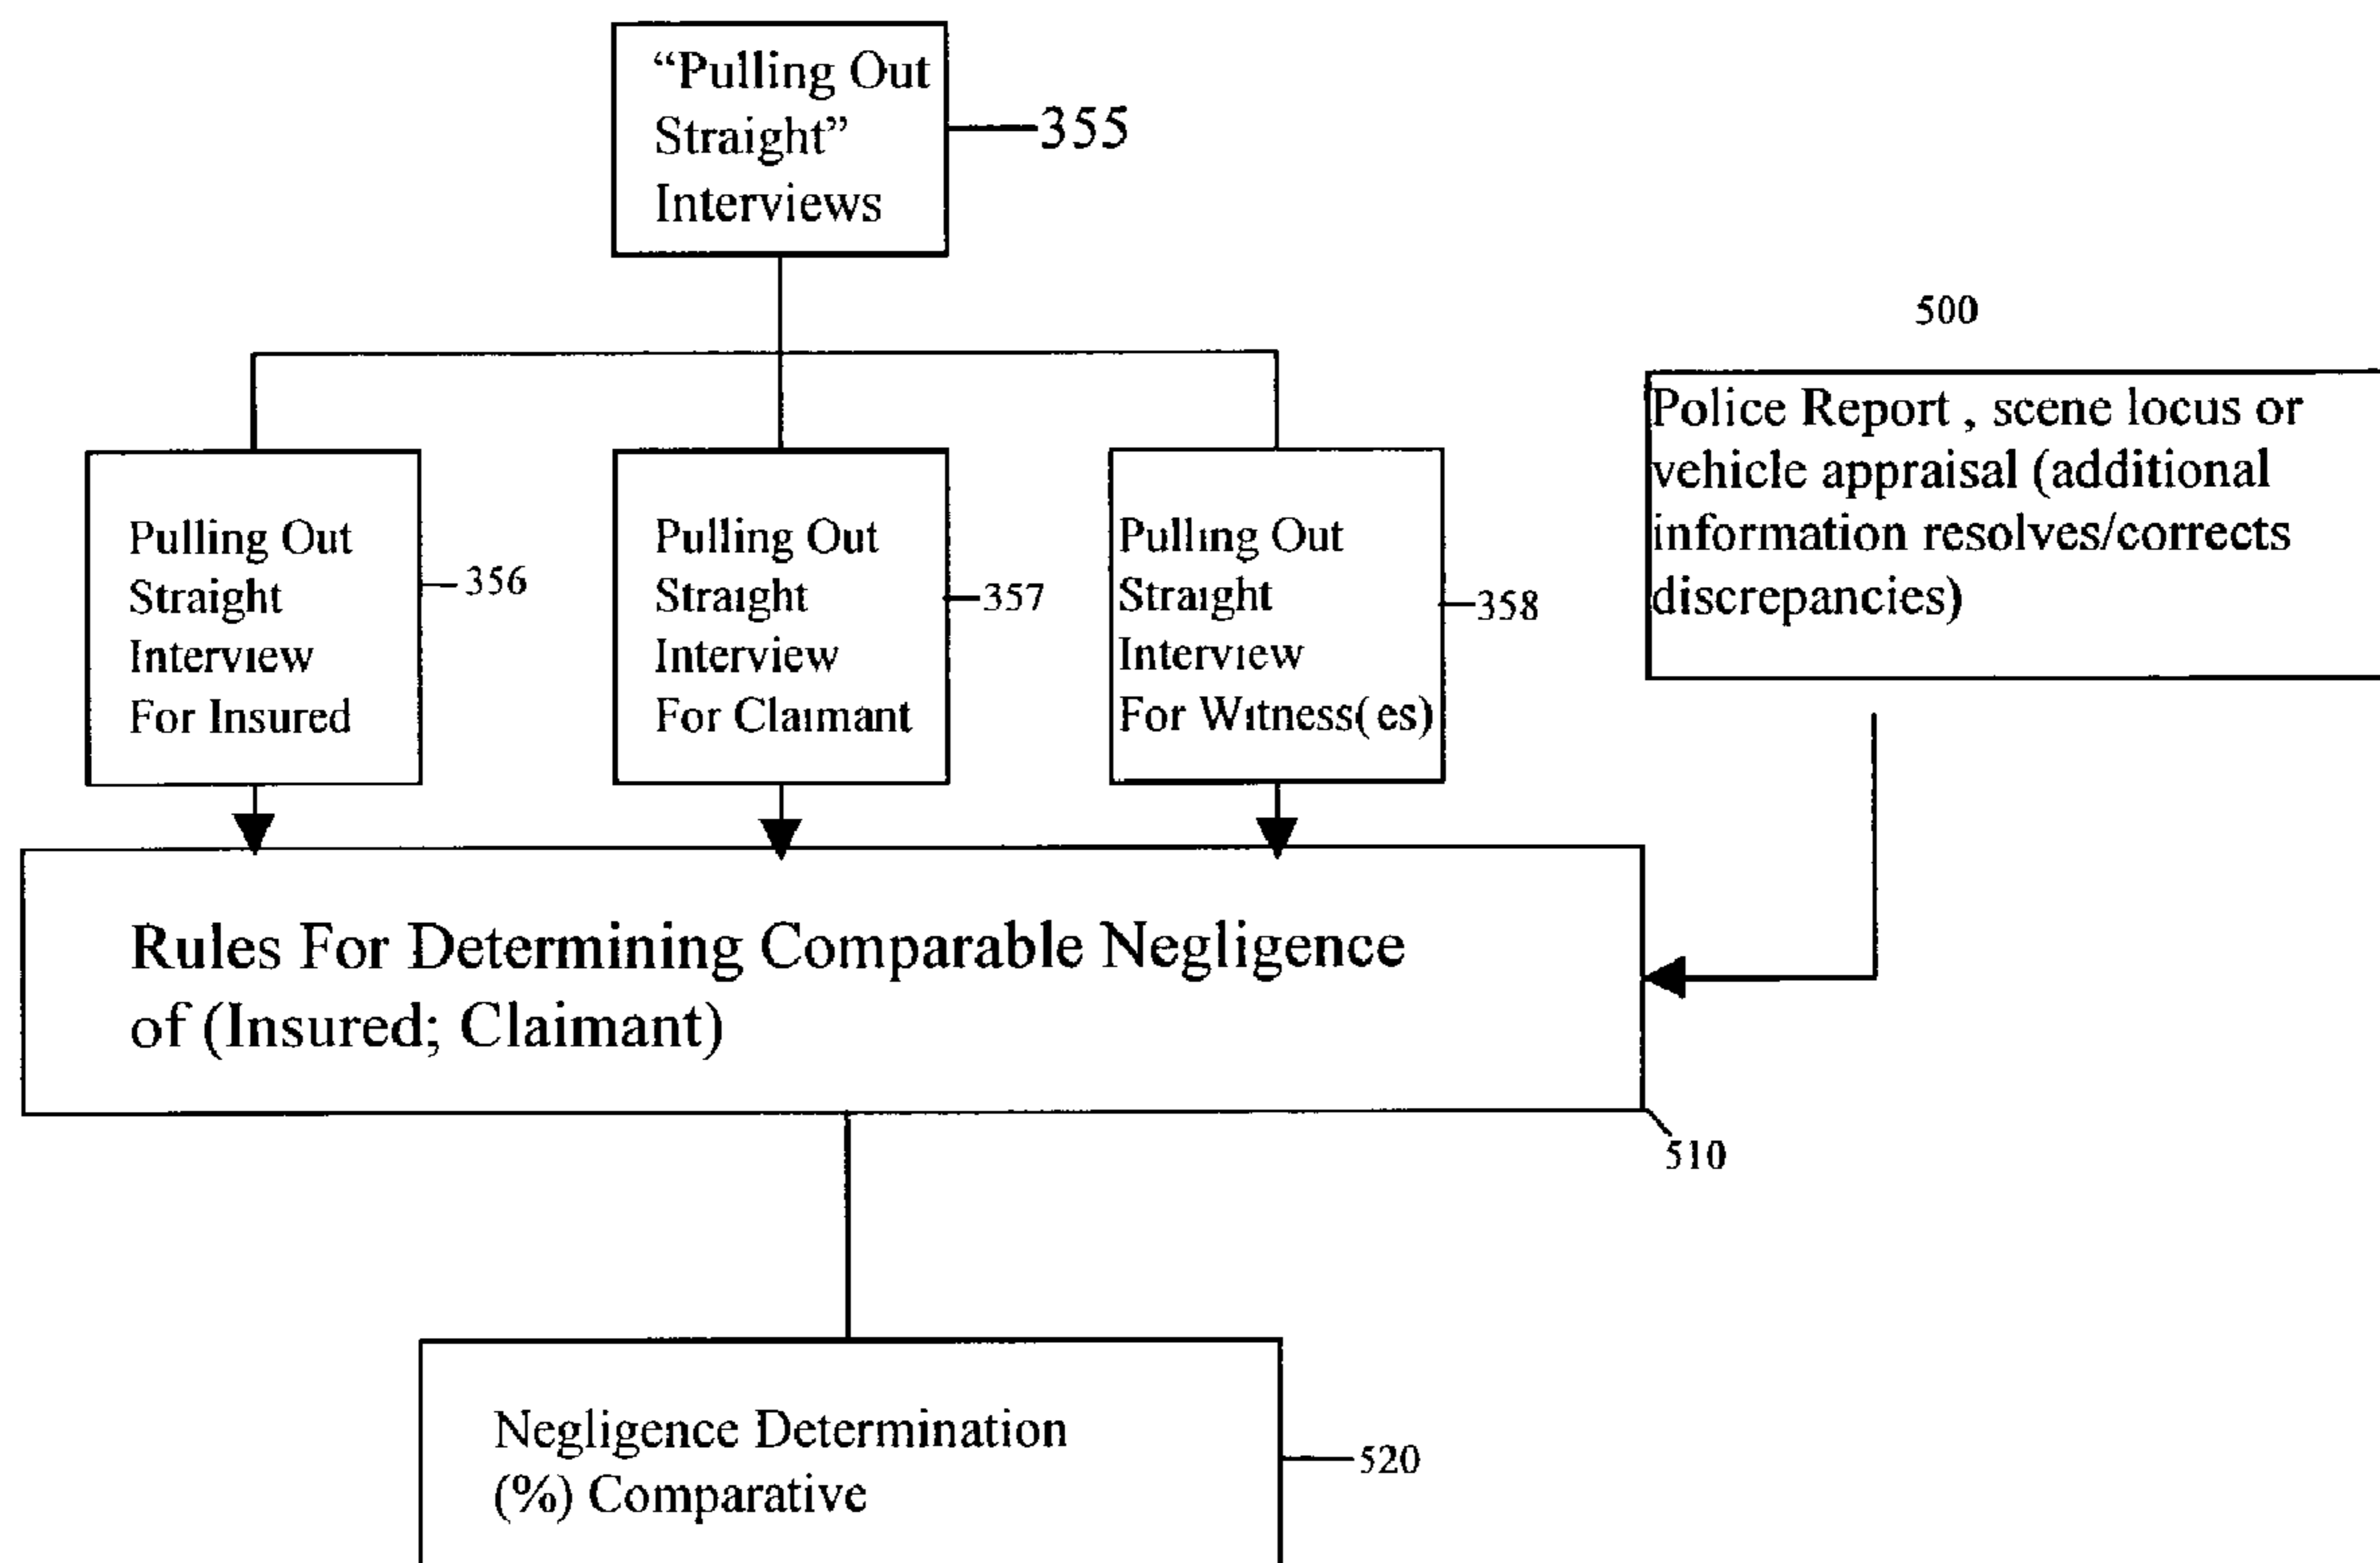 “Pulling Out
Straight”
Interviews
355
500
Police Report , scene locus or
vehicle appraisal (additional
information resolves/corrects
discrepancies)
Pulling Out
Straight
Interview
For Insured
356
Pulling Out
Straight
Interview
For Claimant
357
Pulling Out
Straight
Interview
For Witness(es)
358
Rules For Determining Comparable Negligence
of (Insured; Claimant)
510
Negligence Determination
(%) Comparative
520